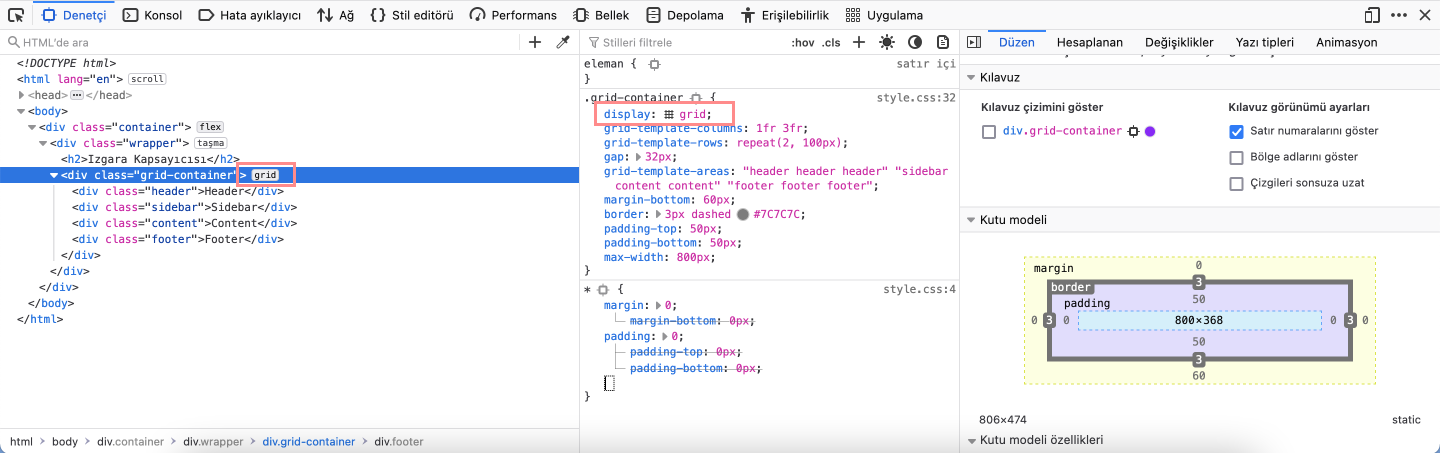 Denetçi Konsol Hata ayıklayıcı Ağ Stil editörü Performans Bellek Depolama Erişilebilirlik Uygulama
HTML'de ara
<!DOCTYPE html>
<html lang="en"> scroll
<head> ⋯ </head>
<body>
<div class="container"> flex
<div class="wrapper"> taşma
<h2>Izgara Kapsayıcısı</h2>
<div class="grid-container"> grid
<div class="header">Header</div>
<div class="sidebar">Sidebar</div>
<div class="content">Content</div>
<div class="footer">Footer</div>
</div>
</div>
</div>
</body>
</html>
html > body > div.container > div.wrapper > div.grid-container > div.footer
Stilleri filtrele :hov .cls
eleman { satır içi
}
.grid-container { style.css:32
display: grid;
grid-template-columns: 1fr 3fr;
grid-template-rows: repeat(2, 100px);
gap: 32px;
grid-template-areas: "header header header" "sidebar
content content" "footer footer footer";
margin-bottom: 60px;
border: 3px dashed #7C7C7C;
padding-top: 50px;
padding-bottom: 50px;
max-width: 800px;
}
* { style.css:4
margin: 0;
margin-bottom: 0px;
padding: 0;
padding-top: 0px;
padding-bottom: 0px;
}
Düzen Hesaplanan Değişiklikler Yazı tipleri Animasyon
Kılavuz
Kılavuz çizimini göster
div.grid-container
Kılavuz görünümü ayarları
Satır numaralarını göster
Bölge adlarını göster
Çizgileri sonsuza uzat
Kutu modeli
margin 0
border 3
padding 50
0 3 0 800×368 0 3 0
50
3
60
806×474 static
Kutu modeli özellikleri